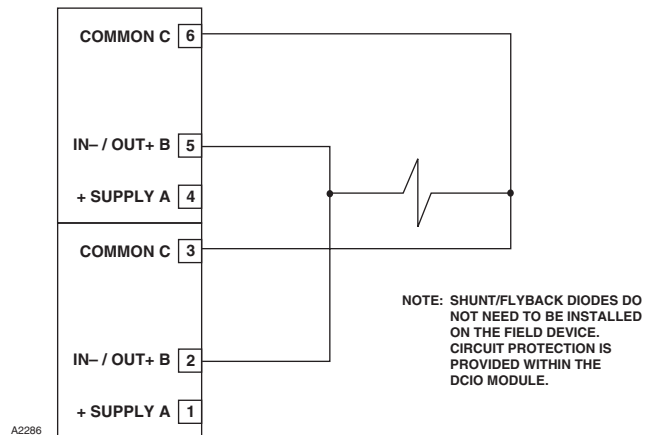 COMMON C 6
IN– / OUT+ B 5
+ SUPPLY A 4
COMMON C 3
IN– / OUT+ B 2
+ SUPPLY A 1
NOTE: SHUNT/FLYBACK DIODES DO
NOT NEED TO BE INSTALLED
ON THE FIELD DEVICE.
CIRCUIT PROTECTION IS
PROVIDED WITHIN THE
DCIO MODULE.
A2286